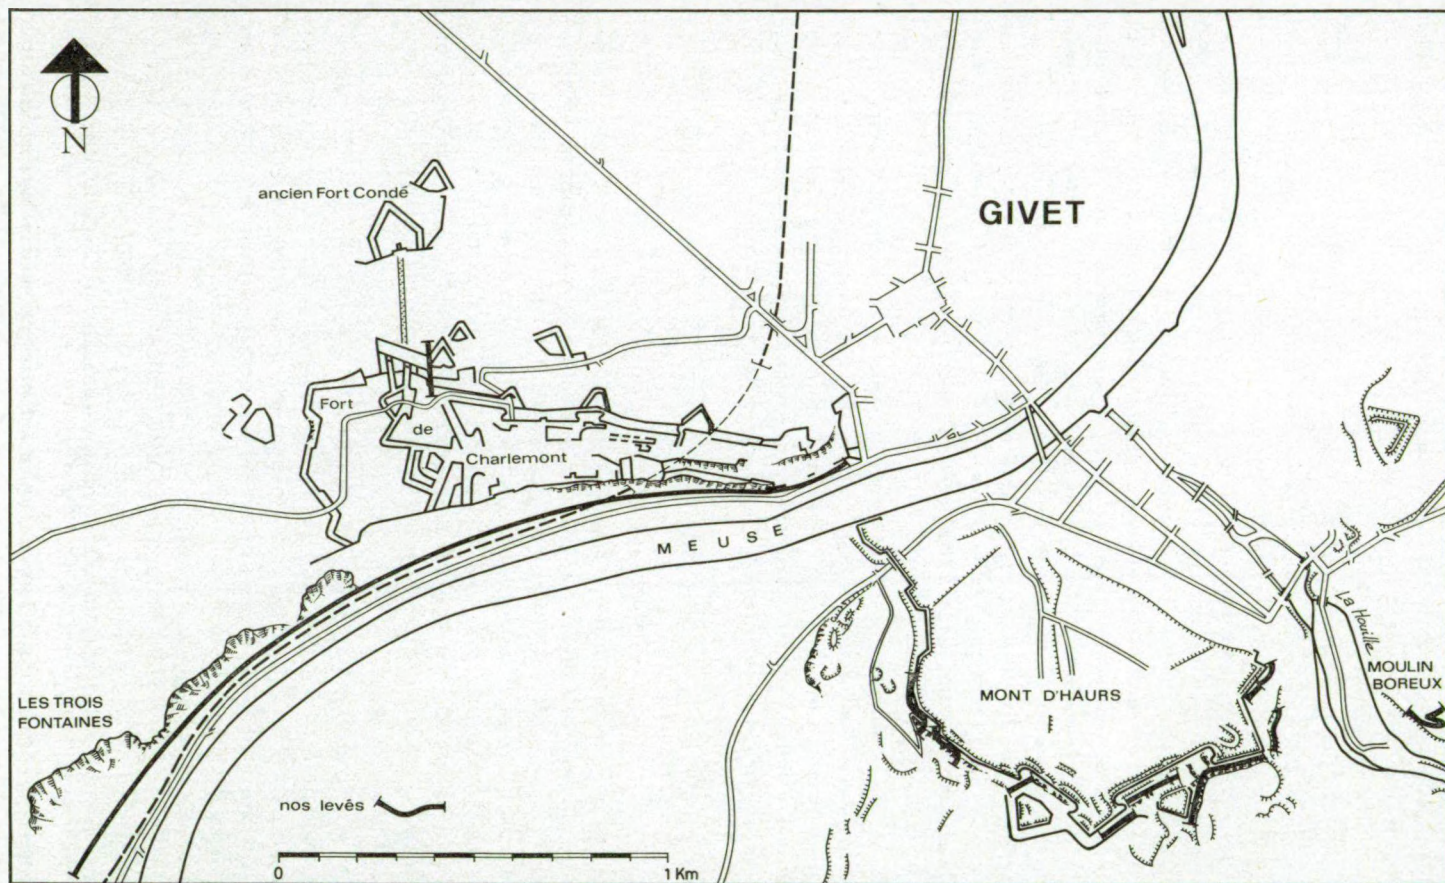 N
ancien Fort Condé
GIVET
Fort
de
Charlemont
MEUSE
La Houille
MOULIN
BOREUX
MONT D'HAURS
LES TROIS
FONTAINES
nos levés
0
1 Km